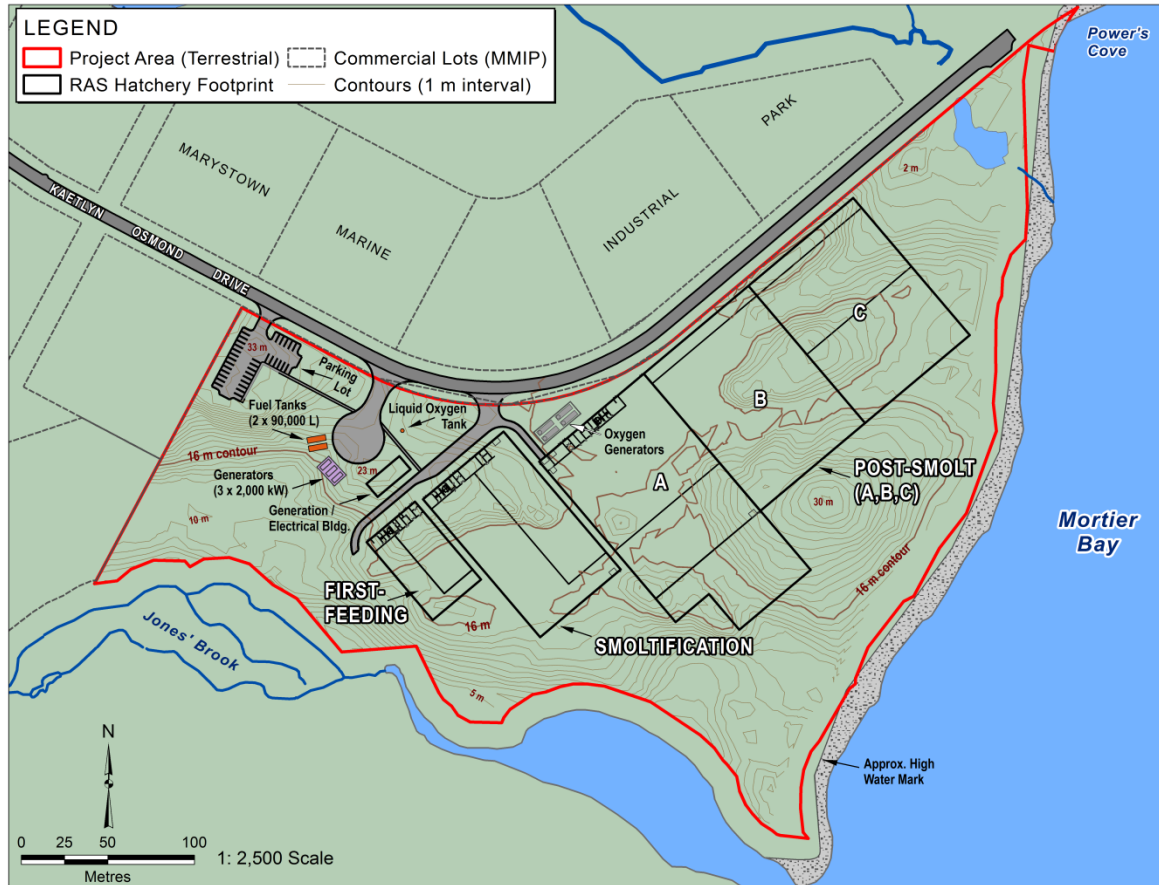 LEGEND
Project Area (Terrestrial)
Commercial Lots (MMIP)
RAS Hatchery Footprint
Contours (1 m interval)
Power's
Cove
PARK
MARYSTOWN
INDUSTRIAL
MARINE
2 m
KAETLYN OSMOND DRIVE
C
33 m
Parking
Lot
B
Fuel Tanks
(2 x 90,000 L)
Liquid Oxygen
Tank
Oxygen
Generators
16 m contour
23 m
Generators
(3 x 2,000 kW)
A
POST-SMOLT
(A,B,C)
30 m
10 m
Generation /
Electrical Bldg.
Mortier
Bay
16 m contour
FIRST-
FEEDING
16 m
SMOLTIFICATION
Jones' Brook
5 m
N
Approx. High
Water Mark
0 25 50 100
1: 2,500 Scale
Metres